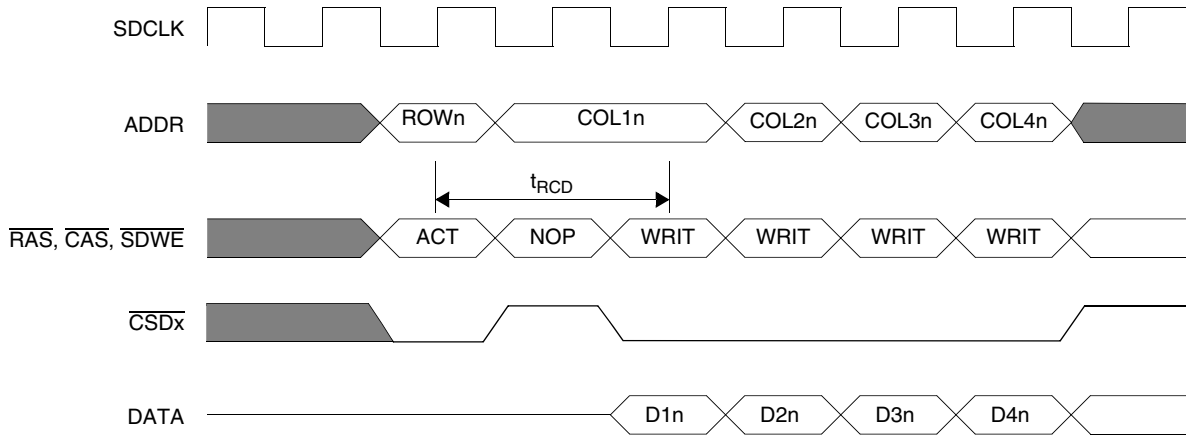 SDCLK
ADDR ROWn COL1n COL2n COL3n COL4n
tRCD
RAS, CAS, SDWE ACT NOP WRIT WRIT WRIT WRIT
CSDx
DATA D1n D2n D3n D4n